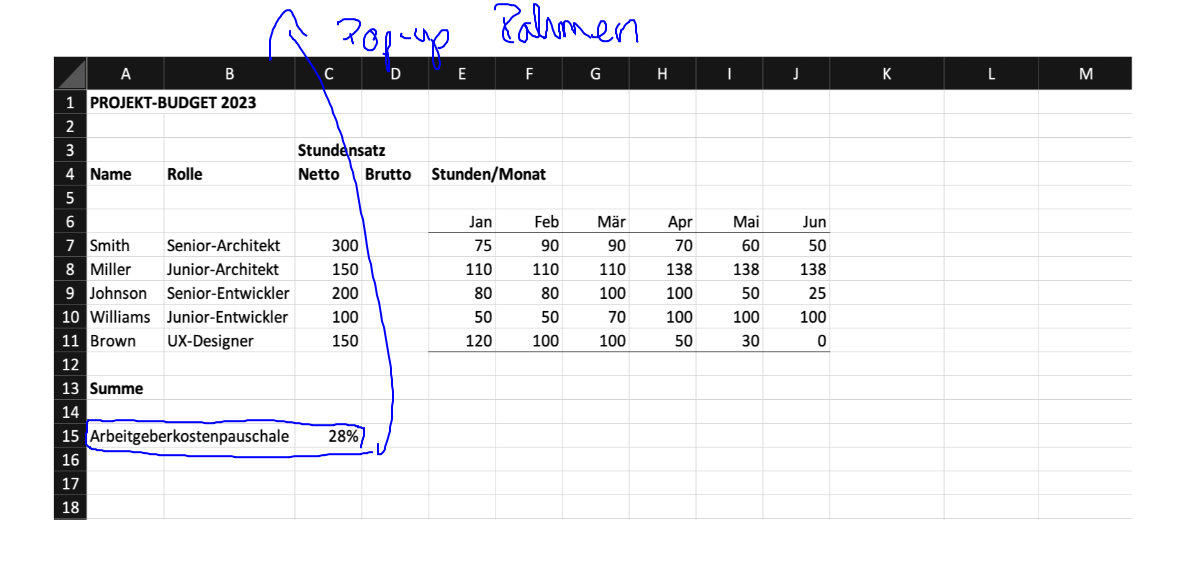 Pop-up Rahmen
A B C D E F G H I J K L M
1 PROJEKT-BUDGET 2023
2
3 Stundensatz
4 Name Rolle Netto Brutto Stunden/Monat
5
6 Jan Feb Mär Apr Mai Jun
7 Smith Senior-Architekt 300 75 90 90 70 60 50
8 Miller Junior-Architekt 150 110 110 110 138 138 138
9 Johnson Senior-Entwickler 200 80 80 100 100 50 25
10 Williams Junior-Entwickler 100 50 50 70 100 100 100
11 Brown UX-Designer 150 120 100 100 50 30 0
12
13 Summe
14
15 Arbeitgeberkostenpauschale 28%
16
17
18